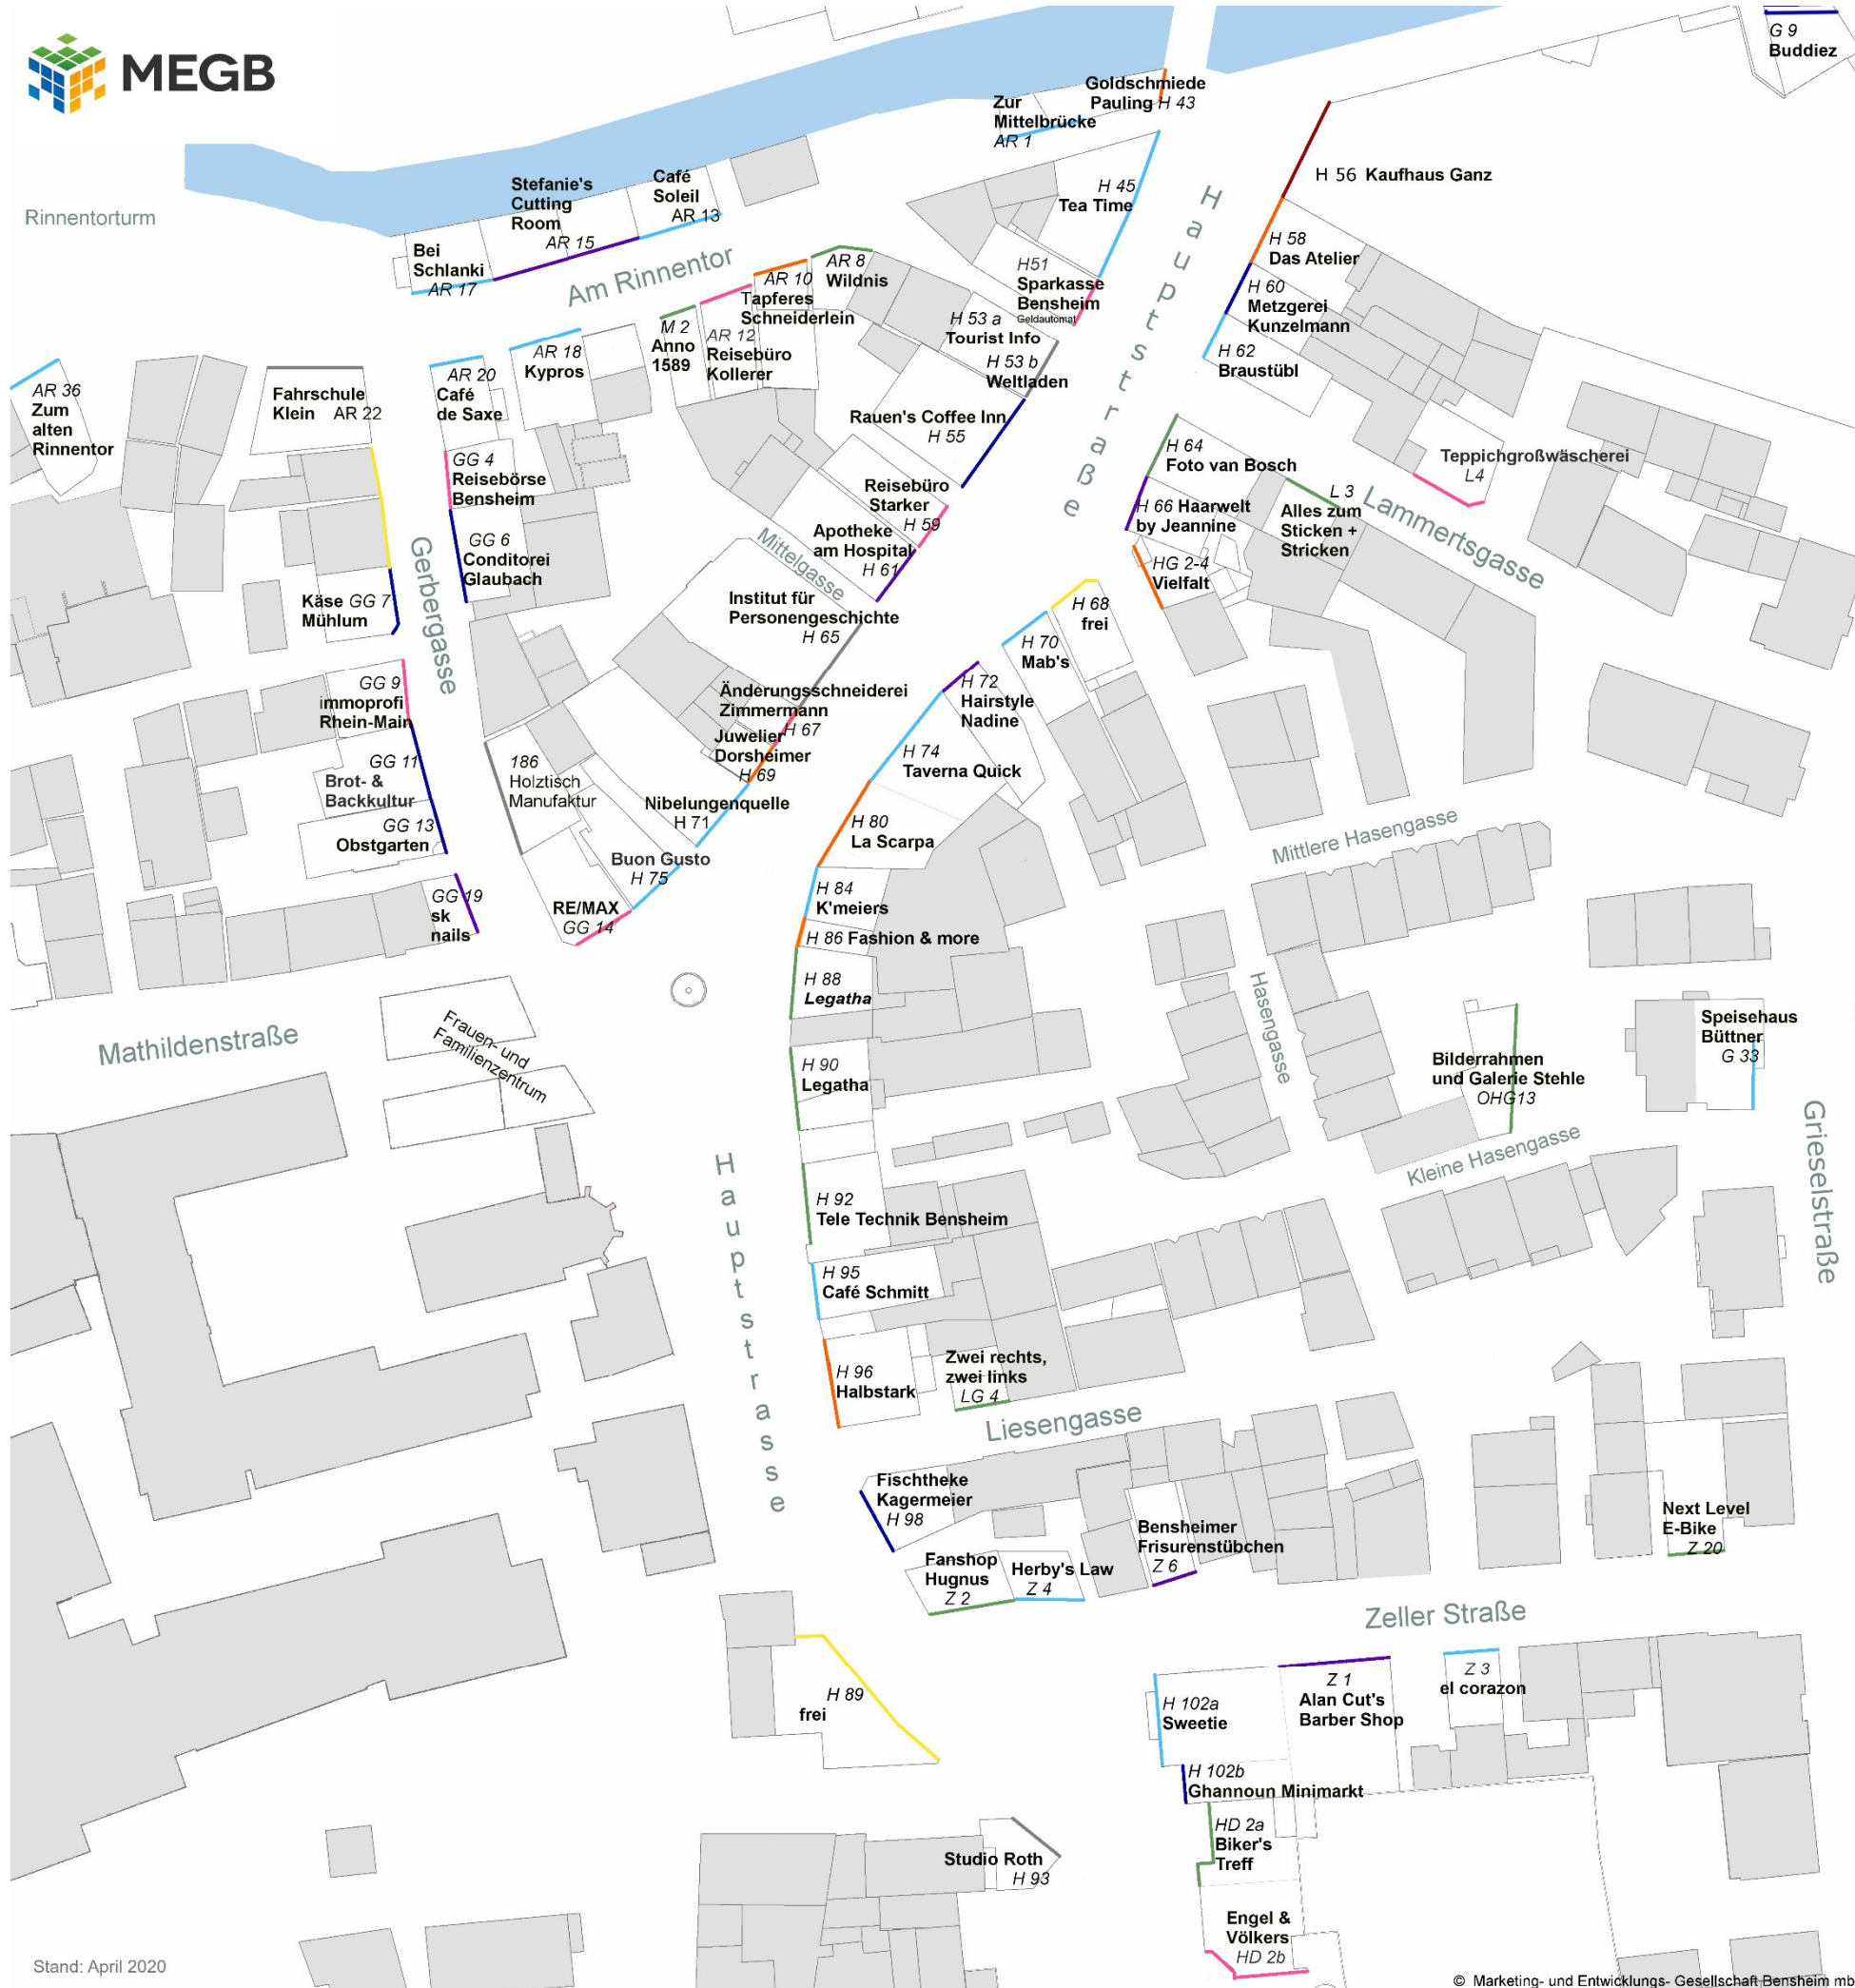 MEGB
G 9
Buddiez
Goldschmiede
Pauling H 43
Zur
Mittelbrücke
AR 1
H 56 Kaufhaus Ganz
Rinnentorturm
Stefanie's
Cutting
Room
AR 15
Café
Soleil
AR 13
H 45
Tea Time
Hauptstraße
Bei
Schlanki
AR 17
Am Rinnentor
AR 8
Wildnis
AR 10
Tapferes
Schneiderlein
H51
Sparkasse
Bensheim
Geldautomat
H 58
Das Atelier
H 60
Metzgerei
Kunzelmann
H 53 a
Tourist Info
H 53 b
Weltladen
H 62
Braustübl
M 2
Anno
1589
AR 12
Reisebüro
Kollerer
AR 18
Kypros
AR 20
Café
de Saxe
Fahrschule
Klein AR 22
AR 36
Zum
alten
Rinnentor
Rauen's Coffee Inn
H 55
H 64
Foto van Bosch
Teppichgroßwäscherei
L4
GG 4
Reisebörse
Bensheim
Reisebüro
Starker
H 59
H 66 Haarwelt
by Jeannine
L 3
Alles zum
Sticken +
Stricken
Lammertsgasse
GG 6
Conditorei
Glaubach
Gerbergasse
Mittelgasse
Apotheke
am Hospital
H 61
HG 2-4
Vielfalt
Käse GG 7
Mühlum
Institut für
Personengeschichte
H 65
H 68
frei
H 70
Mab's
GG 9
immoprofi
Rhein-Main
Änderungsschneiderei
Zimmermann
H 67
H 72
Hairstyle
Nadine
Juwelier
Dorsheimer
H 69
H 74
Taverna Quick
GG 11
Brot- &
Backkultur
186
Holztisch
Manufaktur
Nibelungenquelle
H 71
GG 13
Obstgarten
H 80
La Scarpa
Mittlere Hasengasse
Buon Gusto
H 75
H 84
K'meiers
GG 19
sk
nails
RE/MAX
GG 14
H 86 Fashion & more
H 88
Legatha
Hasengasse
Mathildenstraße
Frauen- und
Familienzentrum
H 90
Legatha
Bilderrahmen
und Galerie Stehle
OHG13
Speisehaus
Büttner
G 33
Kleine Hasengasse
Grieselstraße
Hauptstrasse
H 92
Tele Technik Bensheim
H 95
Café Schmitt
H 96
Halbstark
Zwei rechts,
zwei links
LG 4
Liesengasse
Fischtheke
Kagermeier
H 98
Bensheimer
Frisurenstübchen
Z 6
Next Level
E-Bike
Z 20
Fanshop
Hugnus
Z 2
Herby's Law
Z 4
Zeller Straße
H 89
frei
H 102a
Sweetie
Z 1
Alan Cut's
Barber Shop
Z 3
el corazon
H 102b
Ghannoun Minimarkt
HD 2a
Biker's
Treff
Studio Roth
H 93
Engel &
Völkers
HD 2b
Stand: April 2020
© Marketing- und Entwicklungs- Gesellschaft Bensheim mb